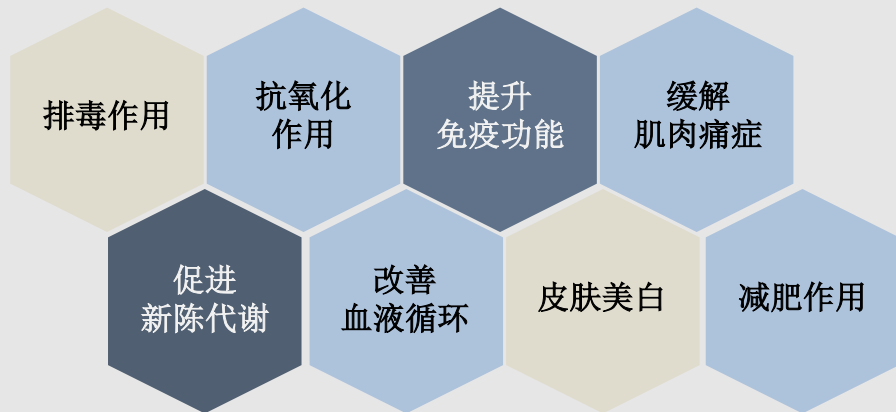 排毒作用
抗氧化
作用
提升
免疫功能
缓解
肌肉痛症
促进
新陈代谢
改善
血液循环
皮肤美白
减肥作用